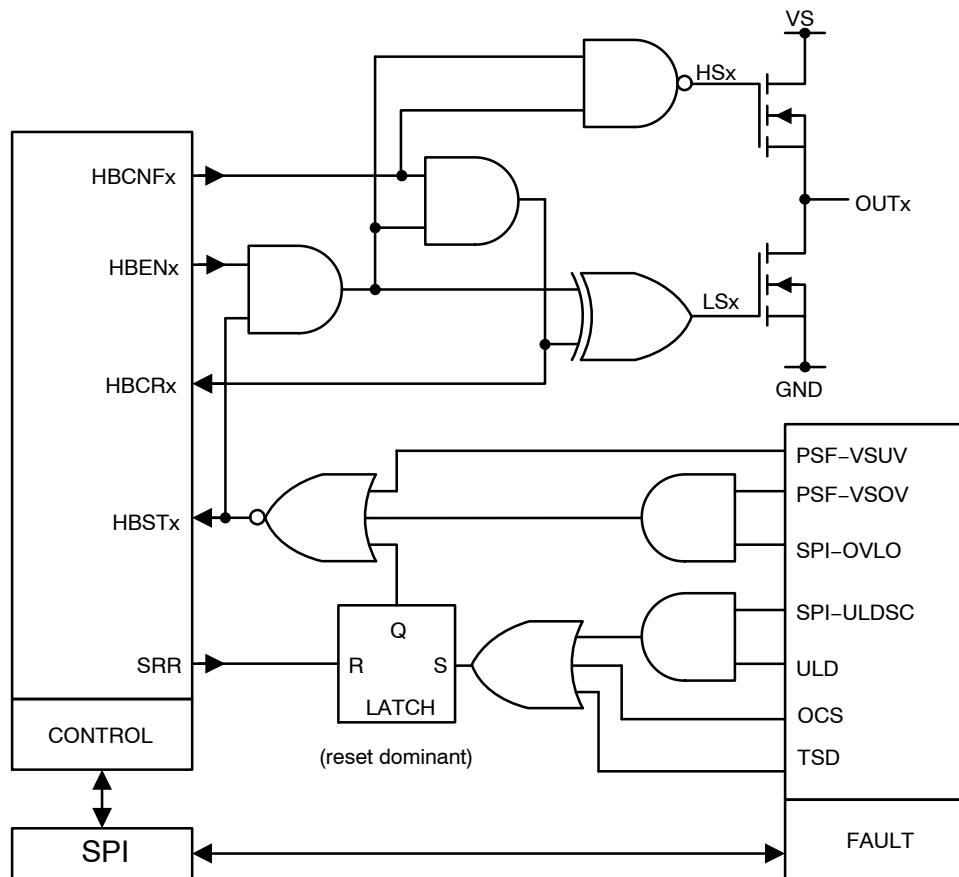 VS
HSx
HBCNFx
OUTx
HBENx
LSx
HBCRx
GND
PSF–VSUV
PSF–VSOV
HBSTx
SPI–OVLO
SPI–ULDSC
Q
SRR
R
S
ULD
LATCH
OCS
CONTROL
(reset dominant)
TSD
SPI
FAULT